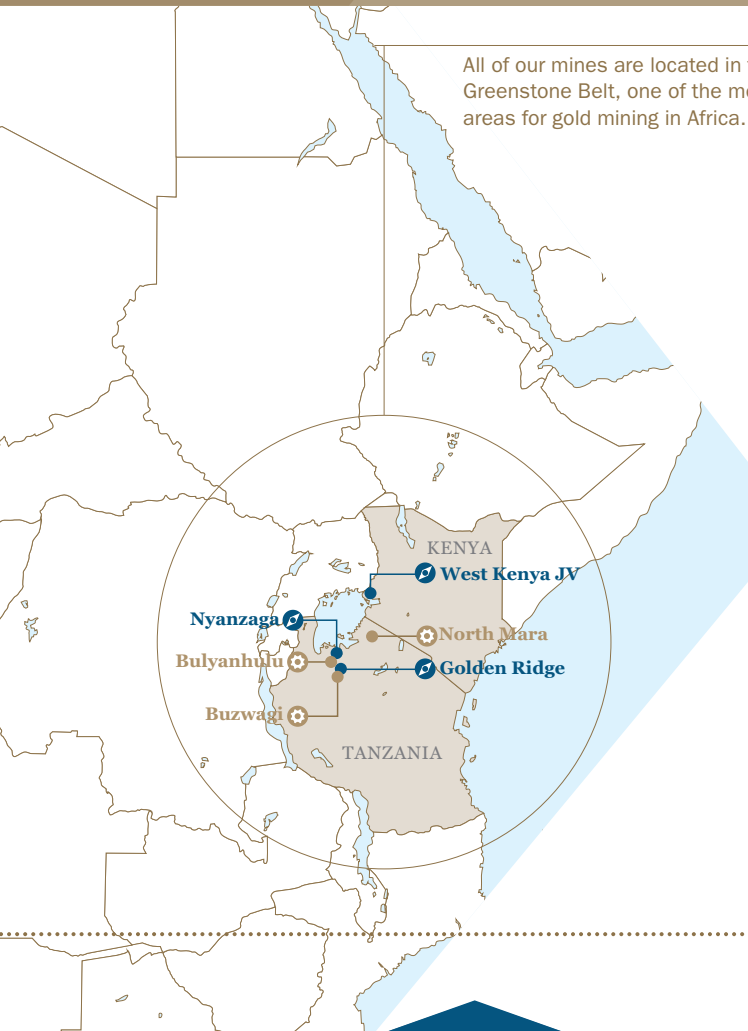 All of our mines are located in
Greenstone Belt, one of the
areas for gold mining in Africa.
KENYA
West Kenya JV
Nyanzaga
North Mara
Bulyanhulu
Golden Ridge
Buzwagi
TANZANIA